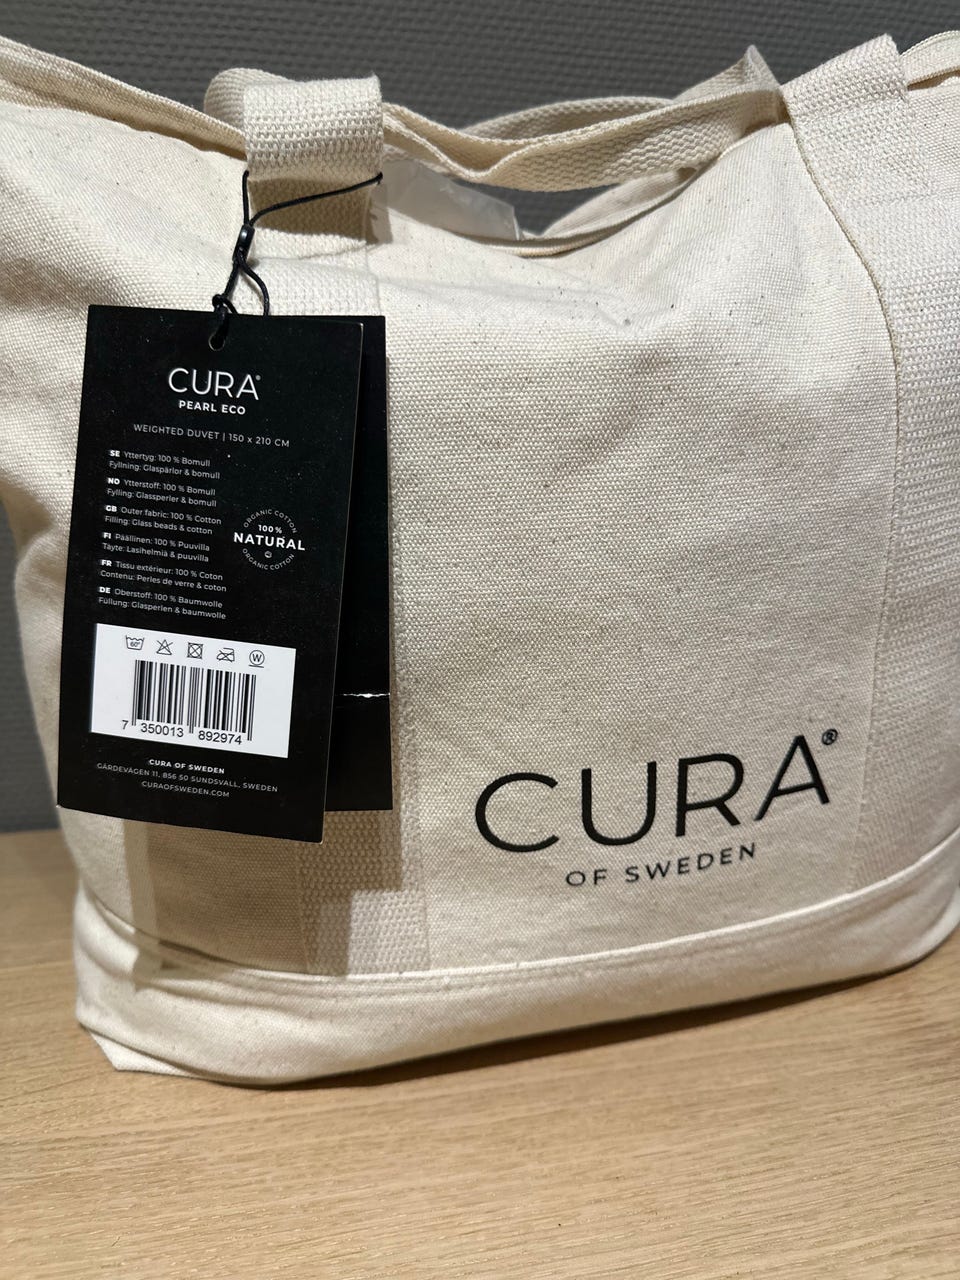 CURA®
PEARL ECO
WEIGHTED DUVET | 150 x 210 CM
SE Yttertyg: 100 % Bomull
Fyllning: Glaspärlor & bomull
NO Ytterstoff: 100 % Bomull
Fylling: Glassperler & bomull
GB Outer fabric: 100 % Cotton
Filling: Glass beads & cotton
FI Päällinen: 100 % Puuvilla
Täyte: Lasihelmiä & puuvilla
FR Tissu extérieur: 100 % Coton
Contenu: Perles de verre & coton
DE Oberstoff: 100 % Baumwolle
Füllung: Glasperlen & baumwolle
ORGANIC COTTON
100%
NATURAL
ORGANIC COTTON
60°
W
7 350013 892974
CURA OF SWEDEN
GÄRDEVÄGEN 11, 856 50 SUNDSVALL, SWEDEN
CURAOFSWEDEN.COM
CURA®
OF SWEDEN